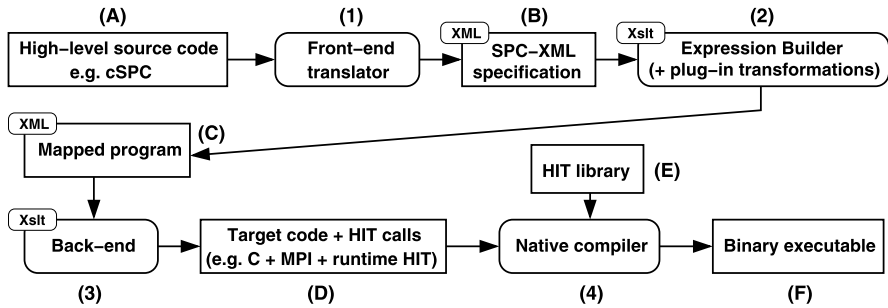 (A)
(1)
(B)
(2)
High–level source code
e.g. cSPC
Front–end
translator
XML
SPC–XML
specification
Xslt
Expression Builder
(+ plug–in transformations)
XML
Mapped program
(C)
HIT library
(E)
Xslt
Back–end
Target code + HIT calls
(e.g. C + MPI + runtime HIT)
Native compiler
Binary executable
(3)
(D)
(4)
(F)